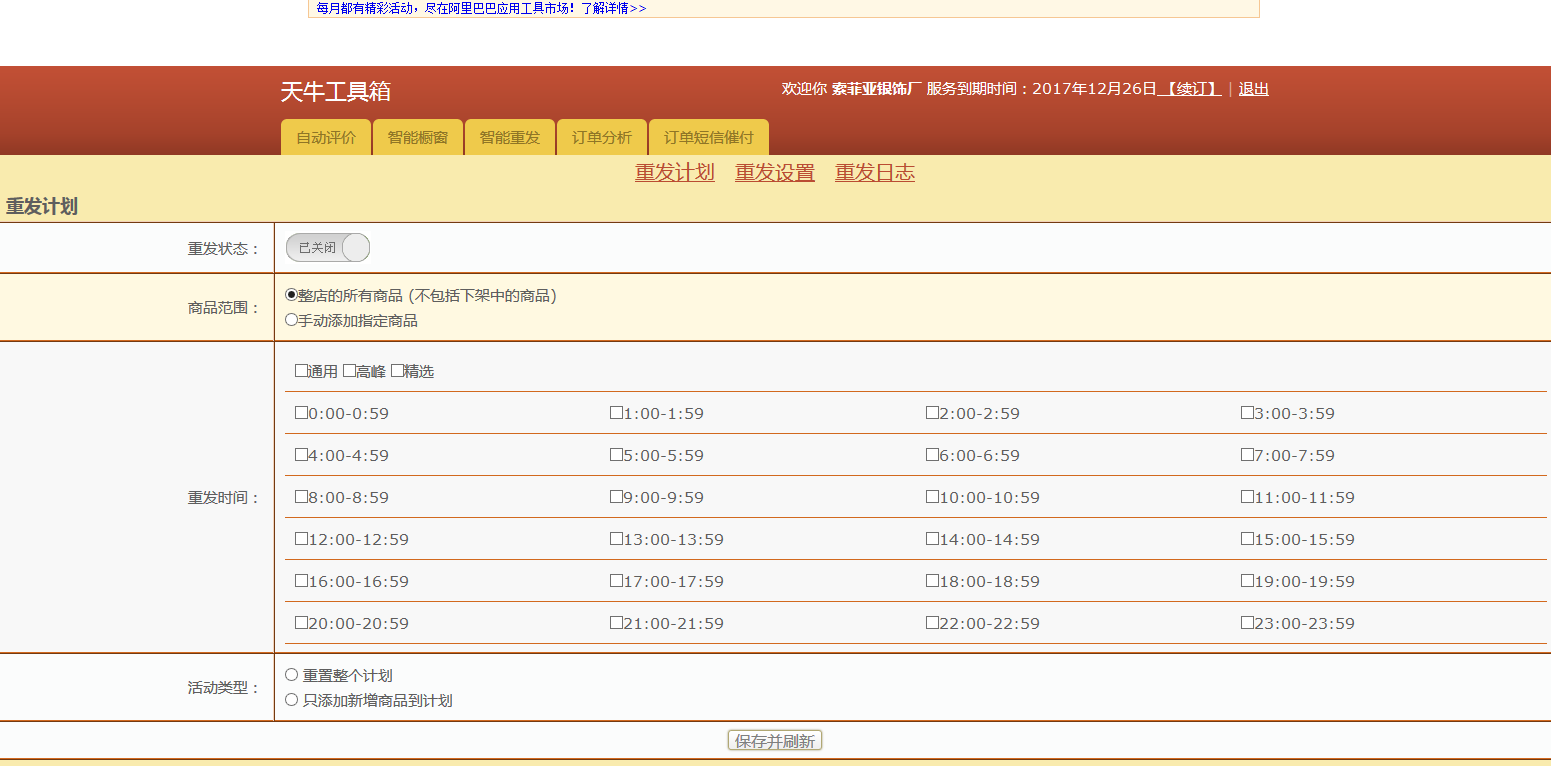 每月都有精彩活动，尽在阿里巴巴应用工具市场！了解详情>>
天牛工具箱
欢迎你 索菲亚银饰厂 服务到期时间：2017年12月26日 【续订】 | 退出
自动评价 智能橱窗 智能重发 订单分析 订单短信催付
重发计划 重发设置 重发日志
重发计划
重发状态： 已关闭
商品范围： 整店的所有商品 (不包括下架中的商品)
手动添加指定商品
通用 高峰 精选
0:00-0:59 1:00-1:59 2:00-2:59 3:00-3:59
4:00-4:59 5:00-5:59 6:00-6:59 7:00-7:59
重发时间： 8:00-8:59 9:00-9:59 10:00-10:59 11:00-11:59
12:00-12:59 13:00-13:59 14:00-14:59 15:00-15:59
16:00-16:59 17:00-17:59 18:00-18:59 19:00-19:59
20:00-20:59 21:00-21:59 22:00-22:59 23:00-23:59
活动类型： 重置整个计划
只添加新增商品到计划
保存并刷新